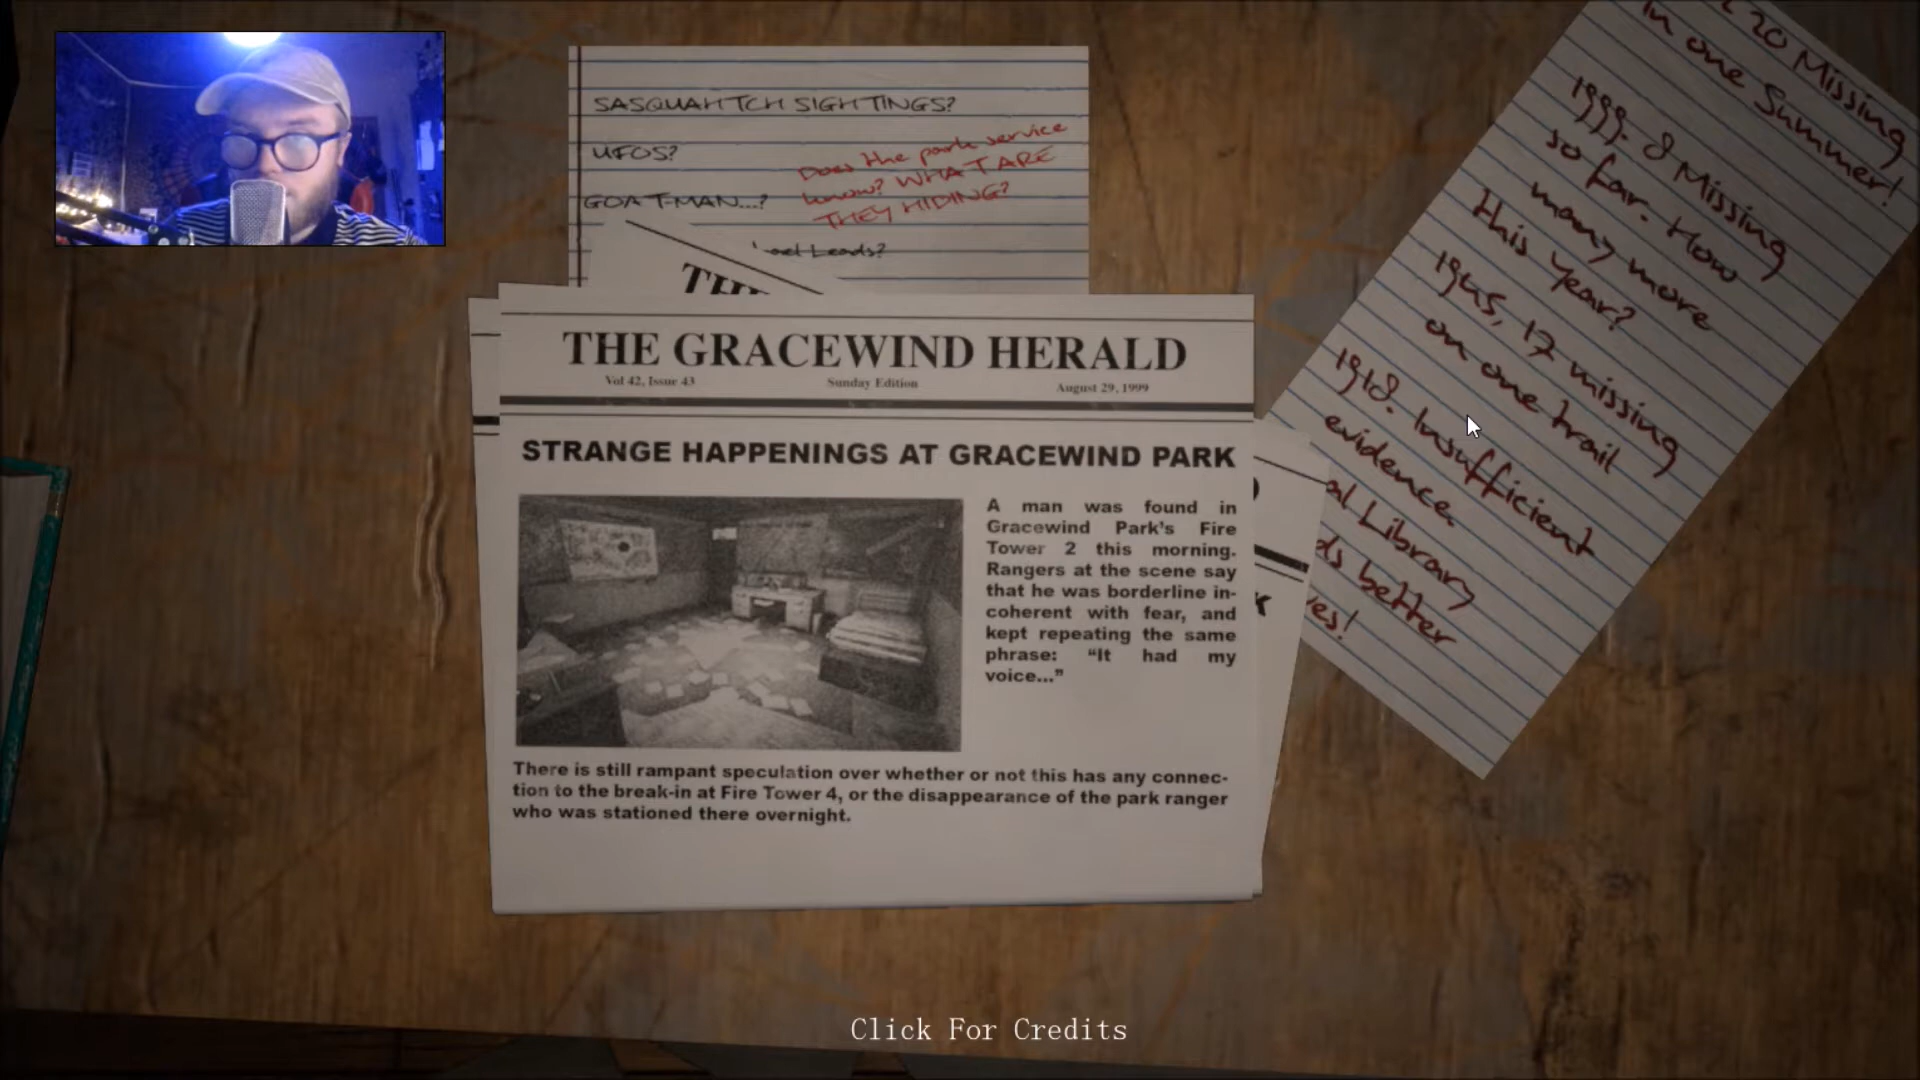 SASQUAHTCH SIGHTINGS?
UFOS?
GOATMAN...?
Does the park service
know? WHAT ARE
THEY HIDING?
Leads?
THE GRACEWIND HERALD
Vol 42, Issue 43 Sunday Edition August 29, 1999
STRANGE HAPPENINGS AT GRACEWIND PARK
A man was found in
Gracewind Park's Fire
Tower 2 this morning.
Rangers at the scene say
that he was borderline in-
coherent with fear, and
kept repeating the same
phrase: "It had my
voice..."
There is still rampant speculation over whether or not this has any connec-
tion to the break-in at Fire Tower 4, or the disappearance of the park ranger
who was stationed there overnight.
20 Missing
in one Summer!
1999. 8 Missing
so far. How
many more
this year?
1965, 17 missing
on one trail
1918. Insufficient
evidence.
Library
better
Click For Credits